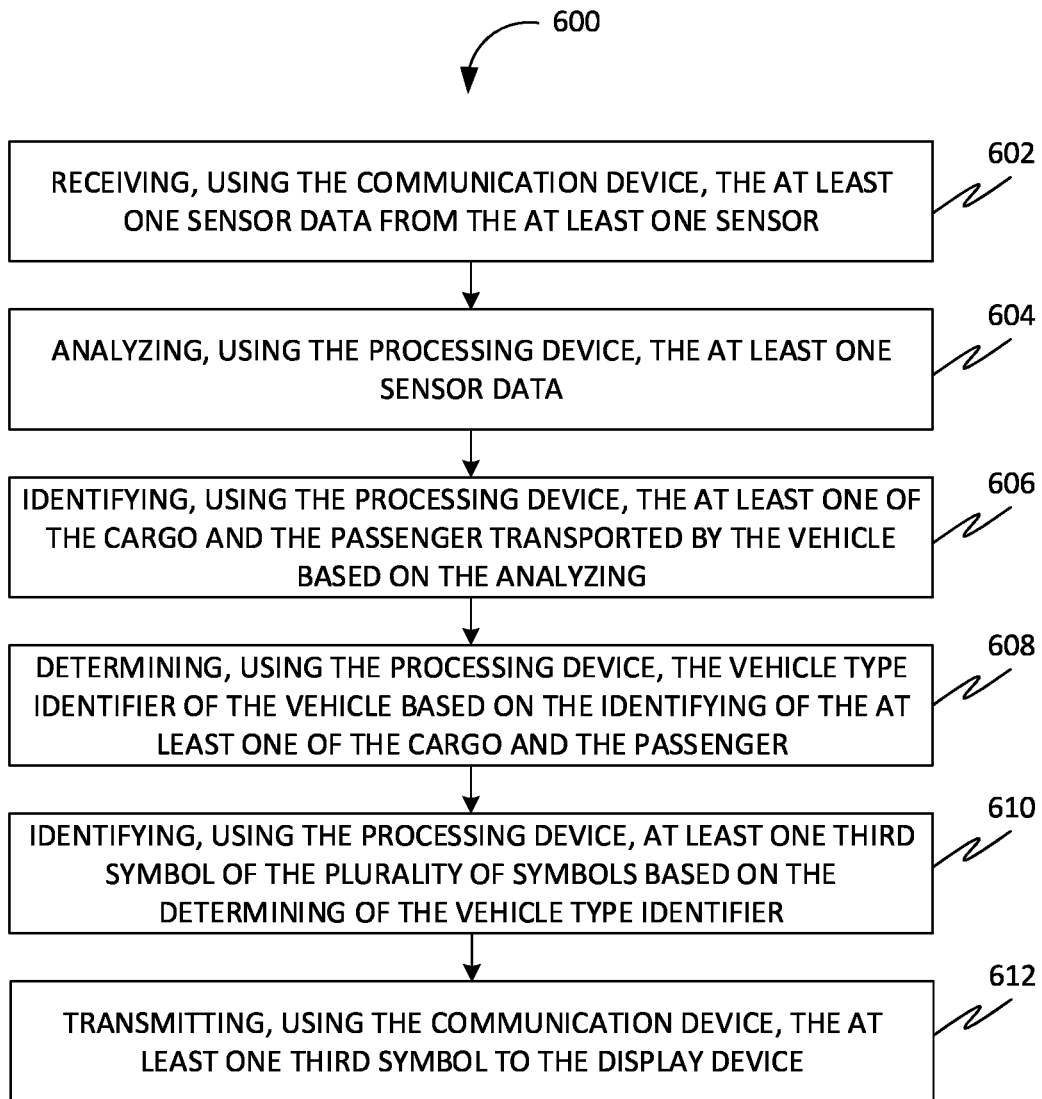 600
602
RECEIVING, USING THE COMMUNICATION DEVICE, THE AT LEAST
ONE SENSOR DATA FROM THE AT LEAST ONE SENSOR
604
ANALYZING, USING THE PROCESSING DEVICE, THE AT LEAST ONE
SENSOR DATA
606
IDENTIFYING, USING THE PROCESSING DEVICE, THE AT LEAST ONE OF
THE CARGO AND THE PASSENGER TRANSPORTED BY THE VEHICLE
BASED ON THE ANALYZING
608
DETERMINING, USING THE PROCESSING DEVICE, THE VEHICLE TYPE
IDENTIFIER OF THE VEHICLE BASED ON THE IDENTIFYING OF THE AT
LEAST ONE OF THE CARGO AND THE PASSENGER
610
IDENTIFYING, USING THE PROCESSING DEVICE, AT LEAST ONE THIRD
SYMBOL OF THE PLURALITY OF SYMBOLS BASED ON THE
DETERMINING OF THE VEHICLE TYPE IDENTIFIER
612
TRANSMITTING, USING THE COMMUNICATION DEVICE, THE AT
LEAST ONE THIRD SYMBOL TO THE DISPLAY DEVICE